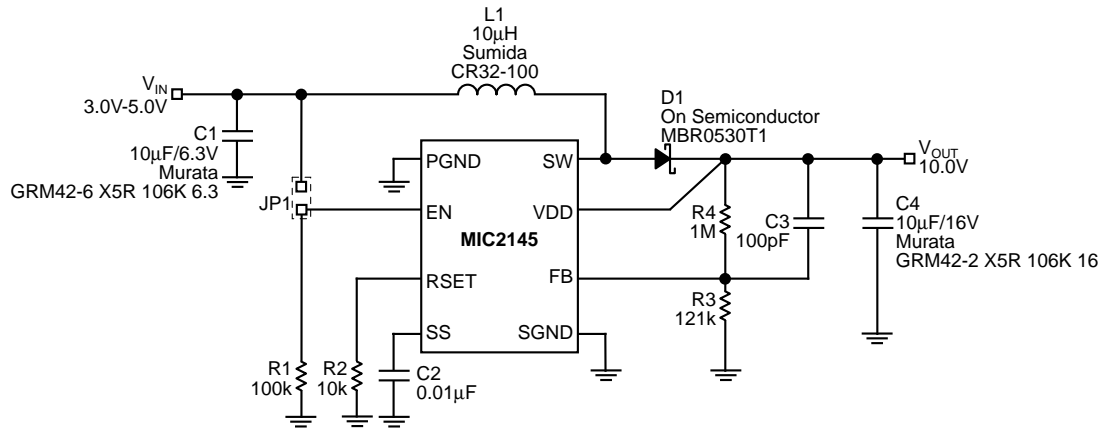 L1
10μH
Sumida
CR32-100
VIN
3.0V-5.0V
C1
10μF/6.3V
Murata
GRM42-6 X5R 106K 6.3
JP1
D1
On Semiconductor
MBR0530T1
VOUT
10.0V
PGND
SW
EN
VDD
MIC2145
RSET
FB
SS
SGND
R4
1M
C3
100pF
C4
10μF/16V
Murata
GRM42-2 X5R 106K 16
R3
121k
R1
100k
R2
10k
C2
0.01μF